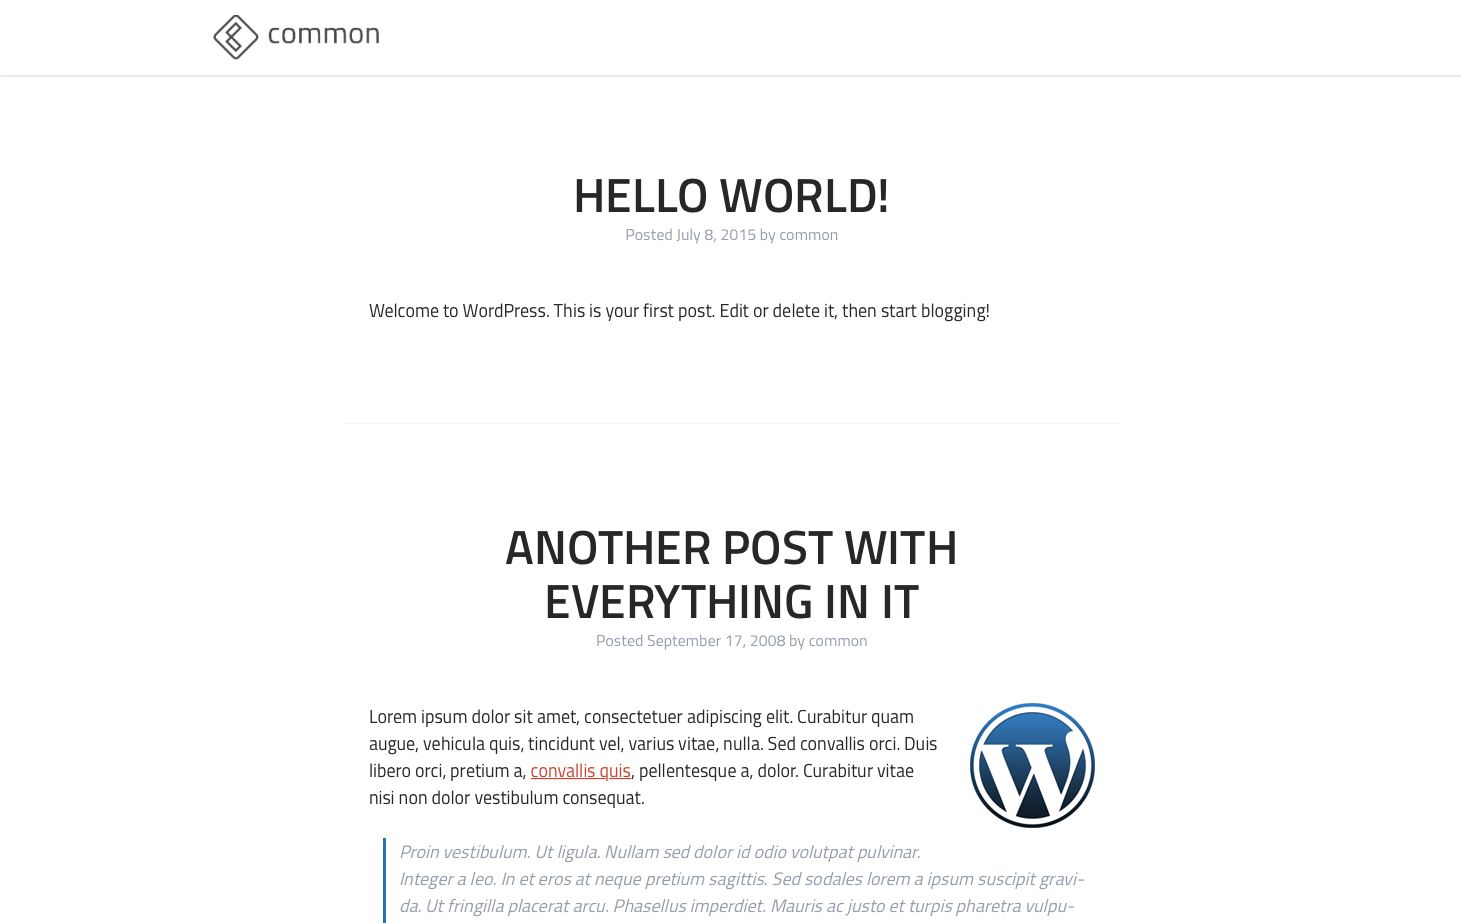 common
HELLO WORLD!
Posted July 8, 2015 by common
Welcome to WordPress. This is your first post. Edit or delete it, then start blogging!
ANOTHER POST WITH
EVERYTHING IN IT
Posted September 17, 2008 by common
Lorem ipsum dolor sit amet, consectetuer adipiscing elit. Curabitur quam
augue, vehicula quis, tincidunt vel, varius vitae, nulla. Sed convallis orci. Duis
libero orci, pretium a, convallis quis, pellentesque a, dolor. Curabitur vitae
nisi non dolor vestibulum consequat.
Proin vestibulum. Ut ligula. Nullam sed dolor id odio volutpat pulvinar.
Integer a leo. In et eros at neque pretium sagittis. Sed sodales lorem a ipsum suscipit gravi-
da. Ut fringilla placerat arcu. Phasellus imperdiet. Mauris ac justo et turpis pharetra vulpu-